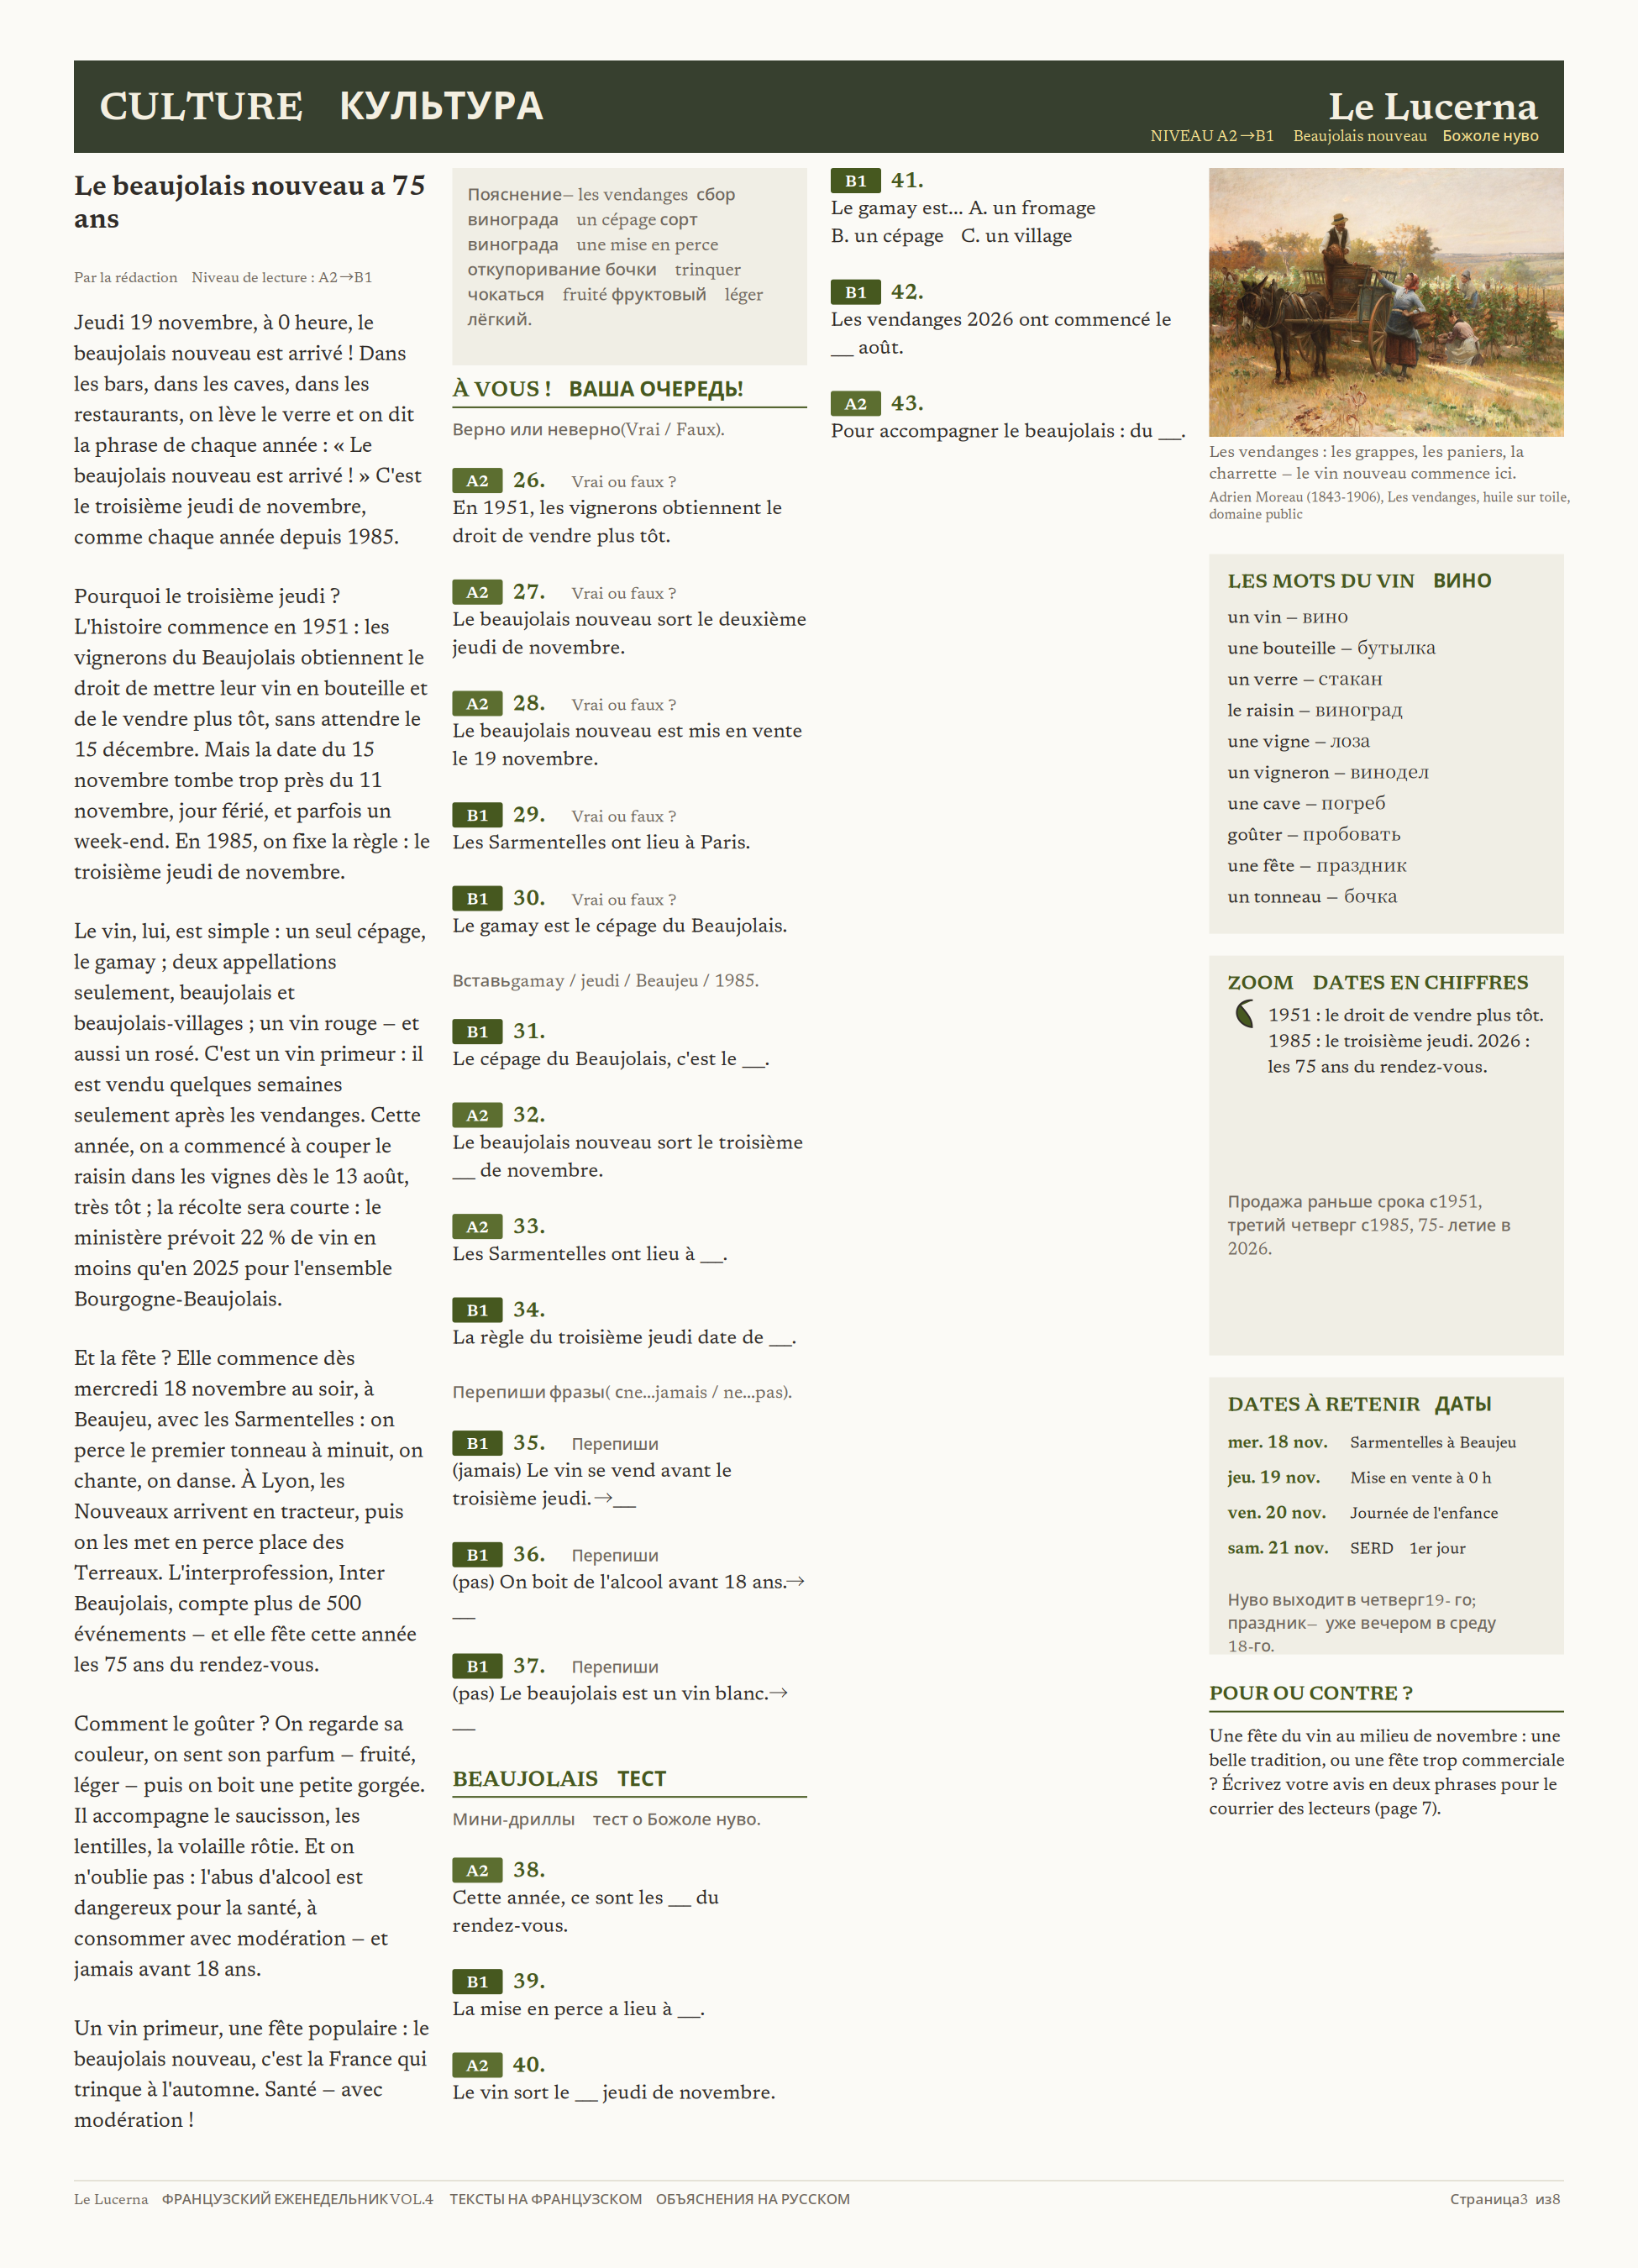 CULTURE КУЛЬТУРА
Le Lucerna
NIVEAU A2→B1 Beaujolais nouveau Божоле нуво
Le beaujolais nouveau a 75
ans
Par la rédaction Niveau de lecture : A2→B1
Jeudi 19 novembre, à 0 heure, le
beaujolais nouveau est arrivé ! Dans
les bars, dans les caves, dans les
restaurants, on lève le verre et on dit
la phrase de chaque année : « Le
beaujolais nouveau est arrivé ! » C'est
le troisième jeudi de novembre,
comme chaque année depuis 1985.
Pourquoi le troisième jeudi ?
L'histoire commence en 1951 : les
vignerons du Beaujolais obtiennent le
droit de mettre leur vin en bouteille et
de le vendre plus tôt, sans attendre le
15 décembre. Mais la date du 15
novembre tombe trop près du 11
novembre, jour férié, et parfois un
week-end. En 1985, on fixe la règle : le
troisième jeudi de novembre.
Le vin, lui, est simple : un seul cépage,
le gamay ; deux appellations
seulement, beaujolais et
beaujolais-villages ; un vin rouge – et
aussi un rosé. C'est un vin primeur : il
est vendu quelques semaines
seulement après les vendanges. Cette
année, on a commencé à couper le
raisin dans les vignes dès le 13 août,
très tôt ; la récolte sera courte : le
ministère prévoit 22 % de vin en
moins qu'en 2025 pour l'ensemble
Bourgogne-Beaujolais.
Et la fête ? Elle commence dès
mercredi 18 novembre au soir, à
Beaujeu, avec les Sarmentelles : on
perce le premier tonneau à minuit, on
chante, on danse. À Lyon, les
Nouveaux arrivent en tracteur, puis
on les met en perce place des
Terreaux. L'interprofession, Inter
Beaujolais, compte plus de 500
événements – et elle fête cette année
les 75 ans du rendez-vous.
Comment le goûter ? On regarde sa
couleur, on sent son parfum – fruité,
léger – puis on boit une petite gorgée.
Il accompagne le saucisson, les
lentilles, la volaille rôtie. Et on
n'oublie pas : l'abus d'alcool est
dangereux pour la santé, à
consommer avec modération – et
jamais avant 18 ans.
Un vin primeur, une fête populaire : le
beaujolais nouveau, c'est la France qui
trinque à l'automne. Santé – avec
modération !
Пояснение– les vendanges сбор
винограда un cépage сорт
винограда une mise en perce
откупоривание бочки trinquer
чокаться fruité фруктовый léger
лёгкий.
À VOUS ! ВАША ОЧЕРЕДЬ!
Верно или неверно(Vrai / Faux).
A2 26. Vrai ou faux ?
En 1951, les vignerons obtiennent le
droit de vendre plus tôt.
A2 27. Vrai ou faux ?
Le beaujolais nouveau sort le deuxième
jeudi de novembre.
A2 28. Vrai ou faux ?
Le beaujolais nouveau est mis en vente
le 19 novembre.
B1 29. Vrai ou faux ?
Les Sarmentelles ont lieu à Paris.
B1 30. Vrai ou faux ?
Le gamay est le cépage du Beaujolais.
Вставьgamay / jeudi / Beaujeu / 1985.
B1 31.
Le cépage du Beaujolais, c'est le __.
A2 32.
Le beaujolais nouveau sort le troisième
__ de novembre.
A2 33.
Les Sarmentelles ont lieu à __.
B1 34.
La règle du troisième jeudi date de __.
Перепиши фразы( сne...jamais / ne...pas).
B1 35. Перепиши
(jamais) Le vin se vend avant le
troisième jeudi.→__
B1 36. Перепиши
(pas) On boit de l'alcool avant 18 ans.→
__
B1 37. Перепиши
(pas) Le beaujolais est un vin blanc.→
__
BEAUJOLAIS ТЕСТ
Мини-дриллы тест о Божоле нуво.
A2 38.
Cette année, ce sont les __ du
rendez-vous.
B1 39.
La mise en perce a lieu à __.
A2 40.
Le vin sort le __ jeudi de novembre.
B1 41.
Le gamay est... A. un fromage
B. un cépage C. un village
B1 42.
Les vendanges 2026 ont commencé le
__ août.
A2 43.
Pour accompagner le beaujolais : du __.
Les vendanges : les grappes, les paniers, la
charrette – le vin nouveau commence ici.
Adrien Moreau (1843-1906), Les vendanges, huile sur toile,
domaine public
LES MOTS DU VIN ВИНО
un vin – вино
une bouteille – бутылка
un verre – стакан
le raisin – виноград
une vigne – лоза
un vigneron – винодел
une cave – погреб
goûter – пробовать
une fête – праздник
un tonneau – бочка
ZOOM DATES EN CHIFFRES
1951 : le droit de vendre plus tôt.
1985 : le troisième jeudi. 2026 :
les 75 ans du rendez-vous.
Продажа раньше срока с1951,
третий четверг с1985, 75- летие в
2026.
DATES À RETENIR ДАТЫ
mer. 18 nov. Sarmentelles à Beaujeu
jeu. 19 nov. Mise en vente à 0 h
ven. 20 nov. Journée de l'enfance
sam. 21 nov. SERD 1er jour
Нуво выходит в четверг19- го;
праздник– уже вечером в среду
18-го.
POUR OU CONTRE ?
Une fête du vin au milieu de novembre : une
belle tradition, ou une fête trop commerciale
? Écrivez votre avis en deux phrases pour le
courrier des lecteurs (page 7).
Le Lucerna ФРАНЦУЗСКИЙ ЕЖЕНЕДЕЛЬНИК VOL.4 ТЕКСТЫ НА ФРАНЦУЗСКОМ ОБЪЯСНЕНИЯ НА РУССКОМ
Страница3 из8